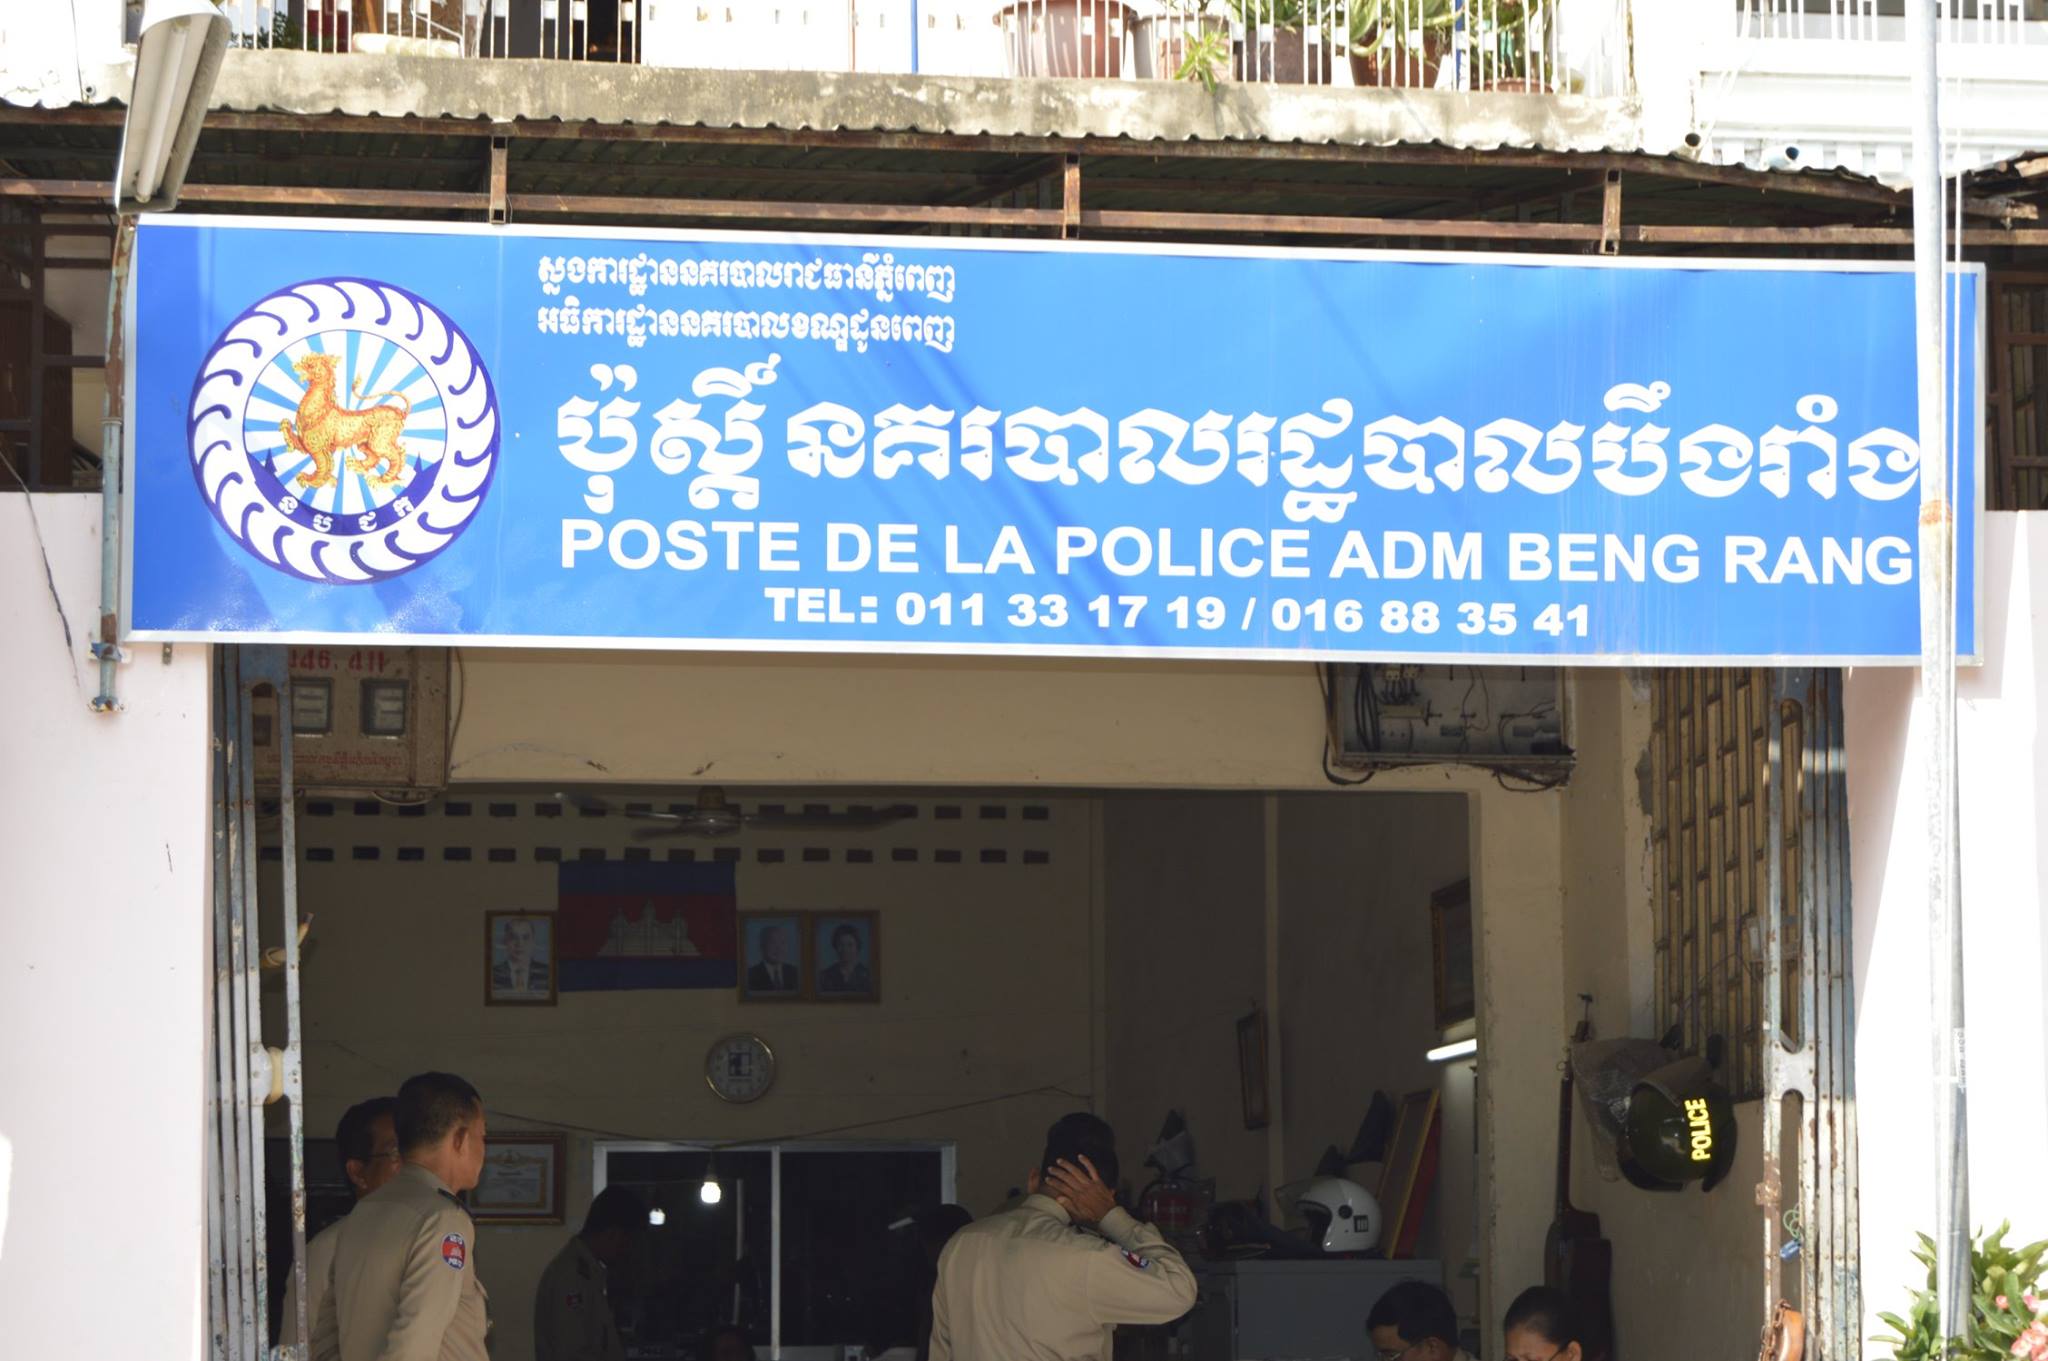 ស្នងការដ្ឋាននគរបាលរាជធានីភ្នំពេញ
អធិការដ្ឋាននគរបាលខណ្ឌដូនពេញ
ប៉ុស្តិ៍នគរបាលរដ្ឋបាលបឹងរាំង
POSTE DE LA POLICE ADM BENG RANG
TEL: 011 33 17 19 / 016 88 35 41
POLICE